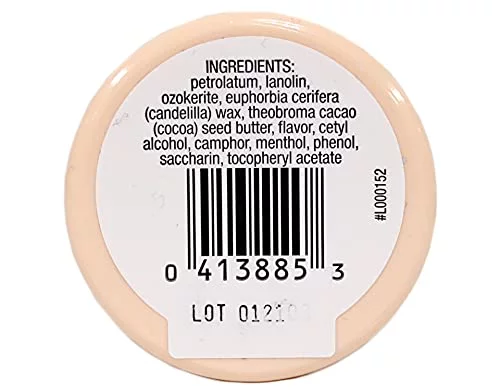 INGREDIENTS:
petrolatum, lanolin,
ozokerite, euphorbia cerifera
(candelilla) wax, theobroma cacao
(cocoa) seed butter, flavor, cetyl
alcohol, camphor, menthol, phenol,
saccharin, tocopheryl acetate
#L000152
0 413885 3
LOT